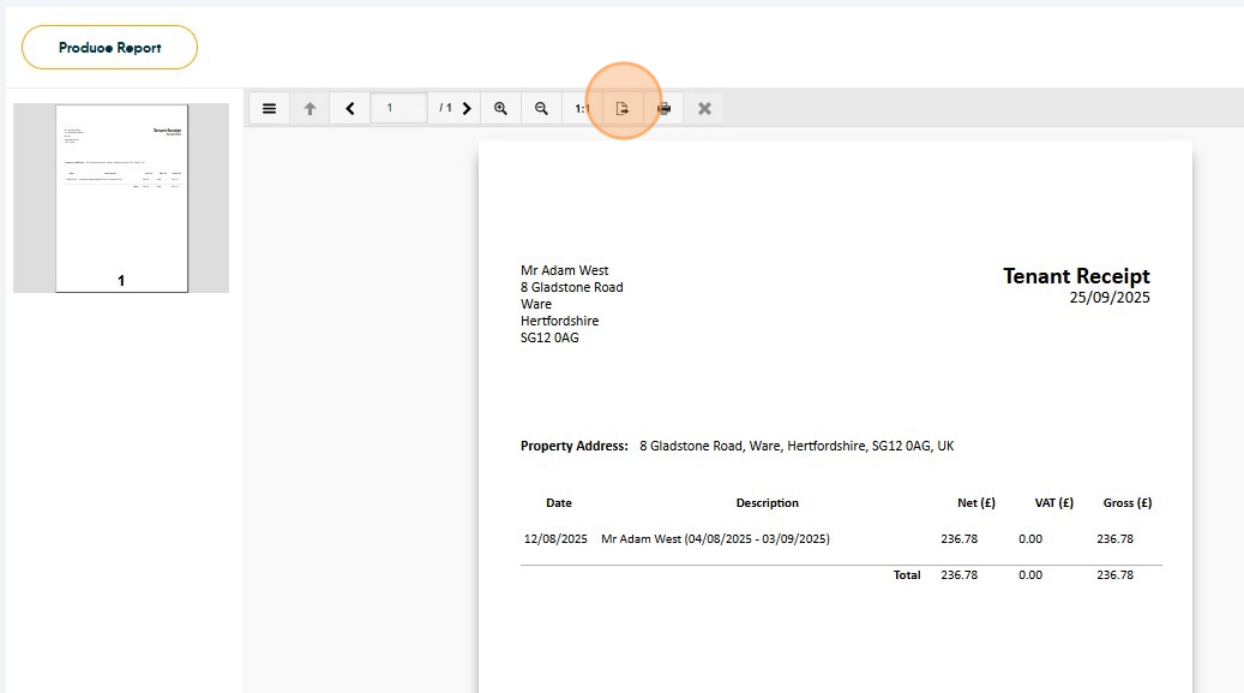 Produce Report
1 / 1 1:1
1
Mr Adam West
8 Gladstone Road
Ware
Hertfordshire
SG12 0AG
Tenant Receipt
25/09/2025
Property Address: 8 Gladstone Road, Ware, Hertfordshire, SG12 0AG, UK
Date Description Net (£) VAT (£) Gross (£)
12/08/2025 Mr Adam West (04/08/2025 - 03/09/2025) 236.78 0.00 236.78
Total 236.78 0.00 236.78